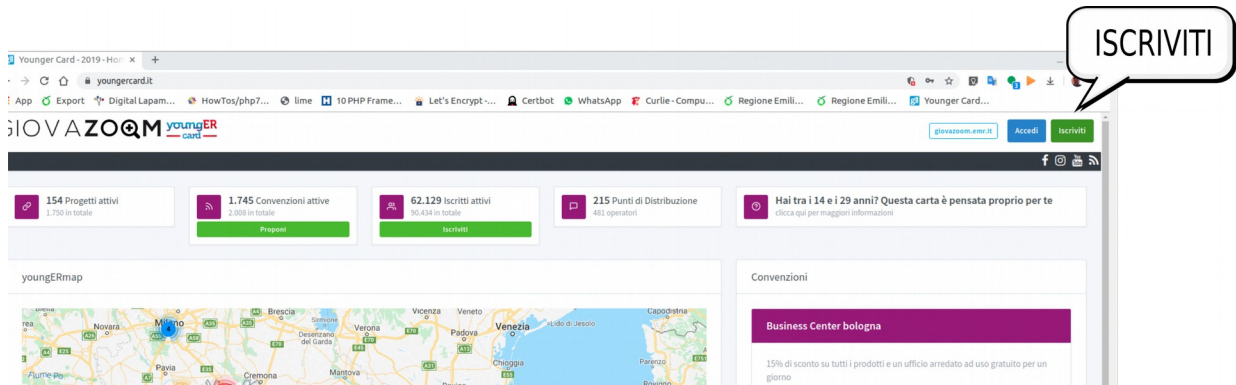 ISCRIVITI
Younger Card - 2019 - Hom
youngercard.it
App Export Digital Lapam... HowTos/php7... lime 10 PHP Frame... Let's Encrypt -... Certbot WhatsApp Curlie - Compu... Regione Emili... Regione Emili... Younger Card...
GIOVAZOOM youngER card
giovazoom.emr.it Accedi Iscriviti
154 Progetti attivi
1.750 in totale
1.745 Convenzioni attive
2.008 in totale
Proponi
62.129 Iscritti attivi
90.434 in totale
Iscriviti
215 Punti di Distribuzione
481 operatori
Hai tra i 14 e i 29 anni? Questa carta è pensata proprio per te
clicca qui per maggiori informazioni
youngERmap
Convenzioni
Brescia
Vicenza Veneto
Capodistria
Novara
Milano
4
Sirmione
Desenzano
del Garda
Verona
Padova
Venezia
Lido di Jesolo
Pavia
Cremona
Mantova
Chioggia
Rovigo
Parenzo
Rovigno
Fiume Po
Business Center bologna
15% di sconto su tutti i prodotti e un ufficio arredato ad uso gratuito per un
giorno